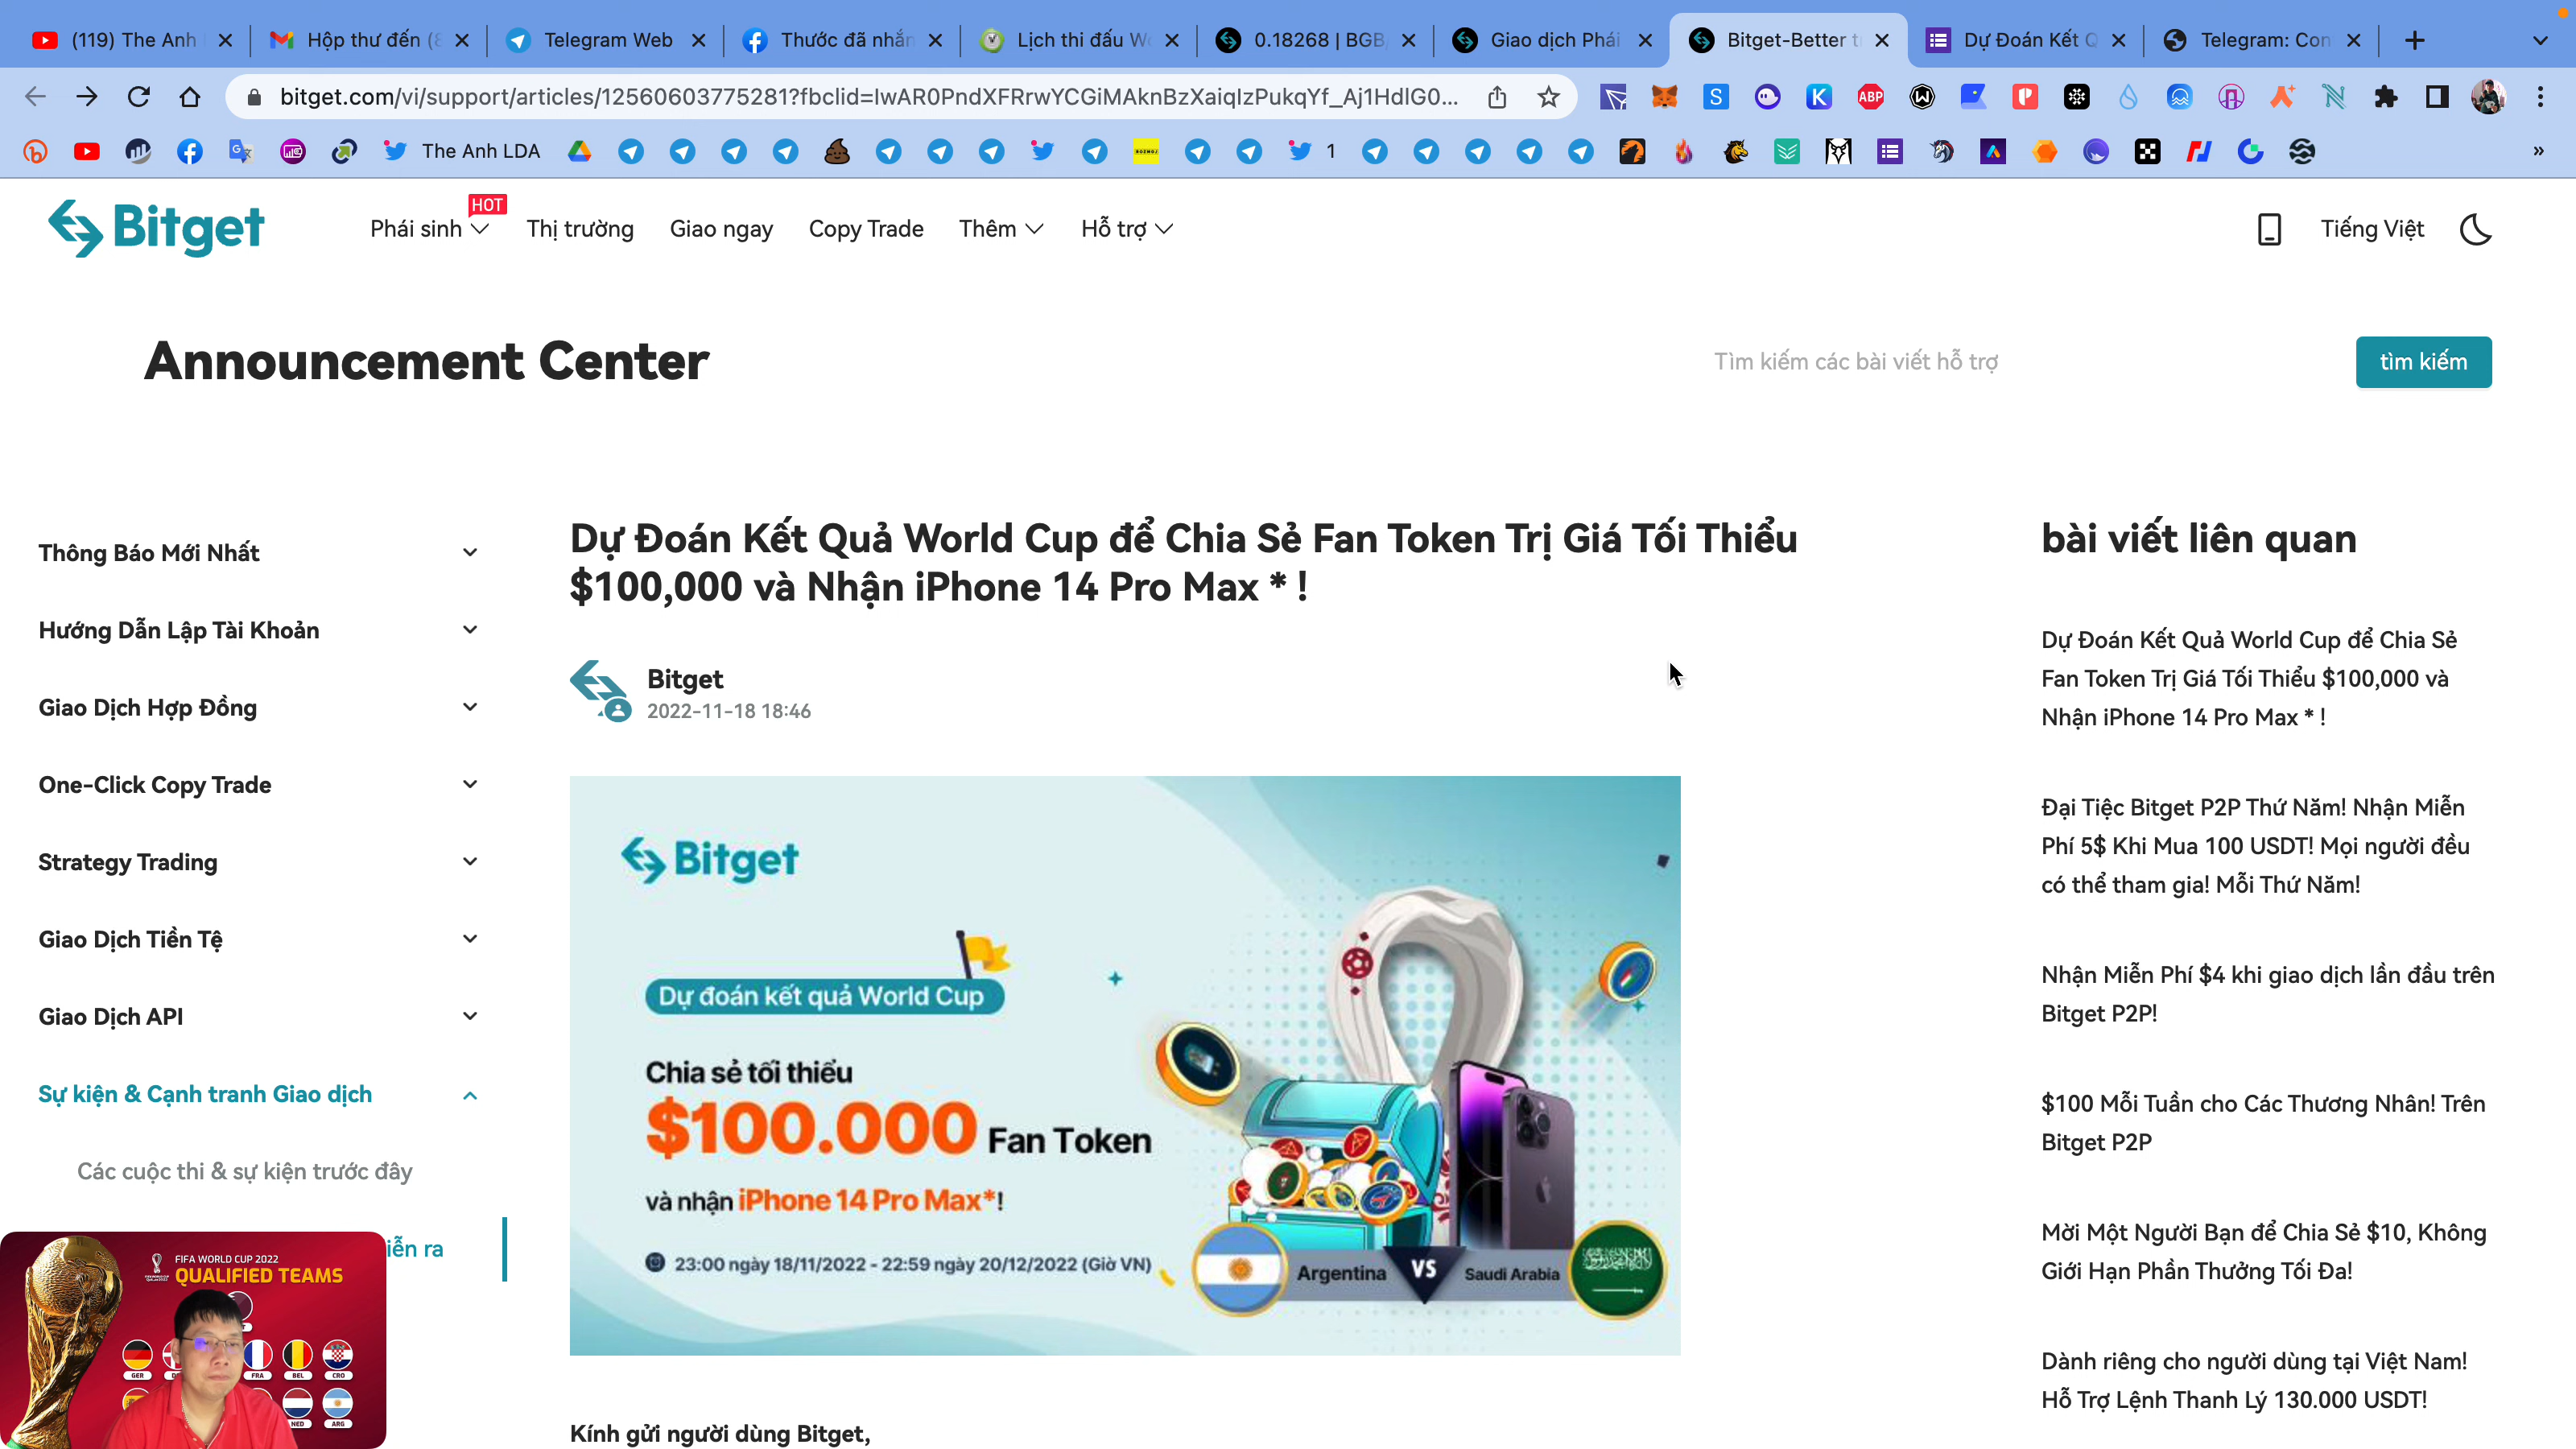 (119) The Anh
Hộp thư đến (8
Telegram Web
Thước đã nhắn
Lịch thi đấu Wo
0.18268 | BGB
Giao dịch Phái
Bitget-Better t
Dự Đoán Kết Q
Telegram: Con
bitget.com/vi/support/articles/12560603775281?fbclid=IwAR0PndXFRrwYCGiMAknBzXaiqIzPukqYf_Aj1HdlG0...
The Anh LDA
1
Bitget
Phái sinh
HOT
Thị trường
Giao ngay
Copy Trade
Thêm
Hỗ trợ
Tiếng Việt
Announcement Center
Tìm kiếm các bài viết hỗ trợ
tìm kiếm
Thông Báo Mới Nhất
Hướng Dẫn Lập Tài Khoản
Giao Dịch Hợp Đồng
One-Click Copy Trade
Strategy Trading
Giao Dịch Tiền Tệ
Giao Dịch API
Sự kiện & Cạnh tranh Giao dịch
Các cuộc thi & sự kiện trước đây
iễn ra
FIFA WORLD CUP 2022
QUALIFIED TEAMS
GER
FRA
BEL
CRO
NED
ARG
Dự Đoán Kết Quả World Cup để Chia Sẻ Fan Token Trị Giá Tối Thiểu
$100,000 và Nhận iPhone 14 Pro Max * !
Bitget
2022-11-18 18:46
Bitget
Dự đoán kết quả World Cup
Chia sẻ tối thiểu
$100.000 Fan Token
và nhận iPhone 14 Pro Max*!
23:00 ngày 18/11/2022 - 22:59 ngày 20/12/2022 (Giờ VN)
Argentina VS Saudi Arabia
Kính gửi người dùng Bitget,
bài viết liên quan
Dự Đoán Kết Quả World Cup để Chia Sẻ
Fan Token Trị Giá Tối Thiểu $100,000 và
Nhận iPhone 14 Pro Max * !
Đại Tiệc Bitget P2P Thứ Năm! Nhận Miễn
Phí 5$ Khi Mua 100 USDT! Mọi người đều
có thể tham gia! Mỗi Thứ Năm!
Nhận Miễn Phí $4 khi giao dịch lần đầu trên
Bitget P2P!
$100 Mỗi Tuần cho Các Thương Nhân! Trên
Bitget P2P
Mời Một Người Bạn để Chia Sẻ $10, Không
Giới Hạn Phần Thưởng Tối Đa!
Dành riêng cho người dùng tại Việt Nam!
Hỗ Trợ Lệnh Thanh Lý 130.000 USDT!